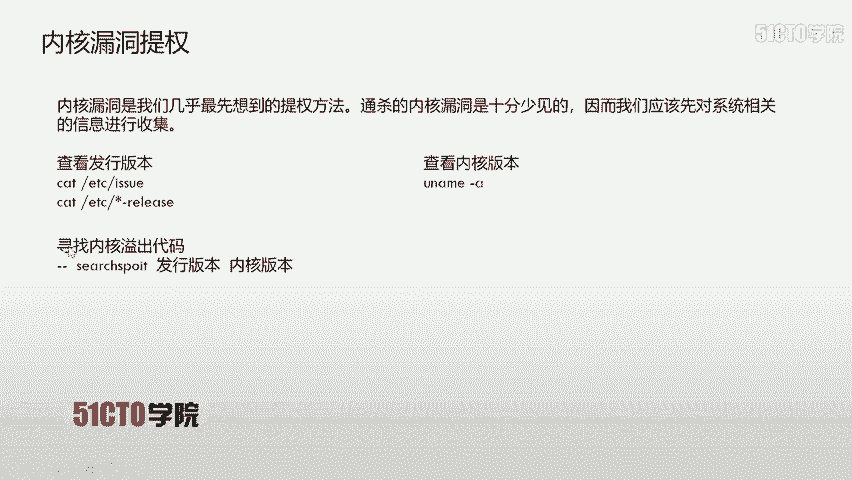 51CTO学院
内核漏洞提权
内核漏洞是我们几乎最先想到的提权方法。通杀的内核漏洞是十分少见的，因而我们应该先对系统相关
的信息进行收集。
查看发行版本
查看内核版本
cat /etc/issue
uname -a
cat /etc/*-release
寻找内核溢出代码
-- searchspoit 发行版本 内核版本
51CTO学院